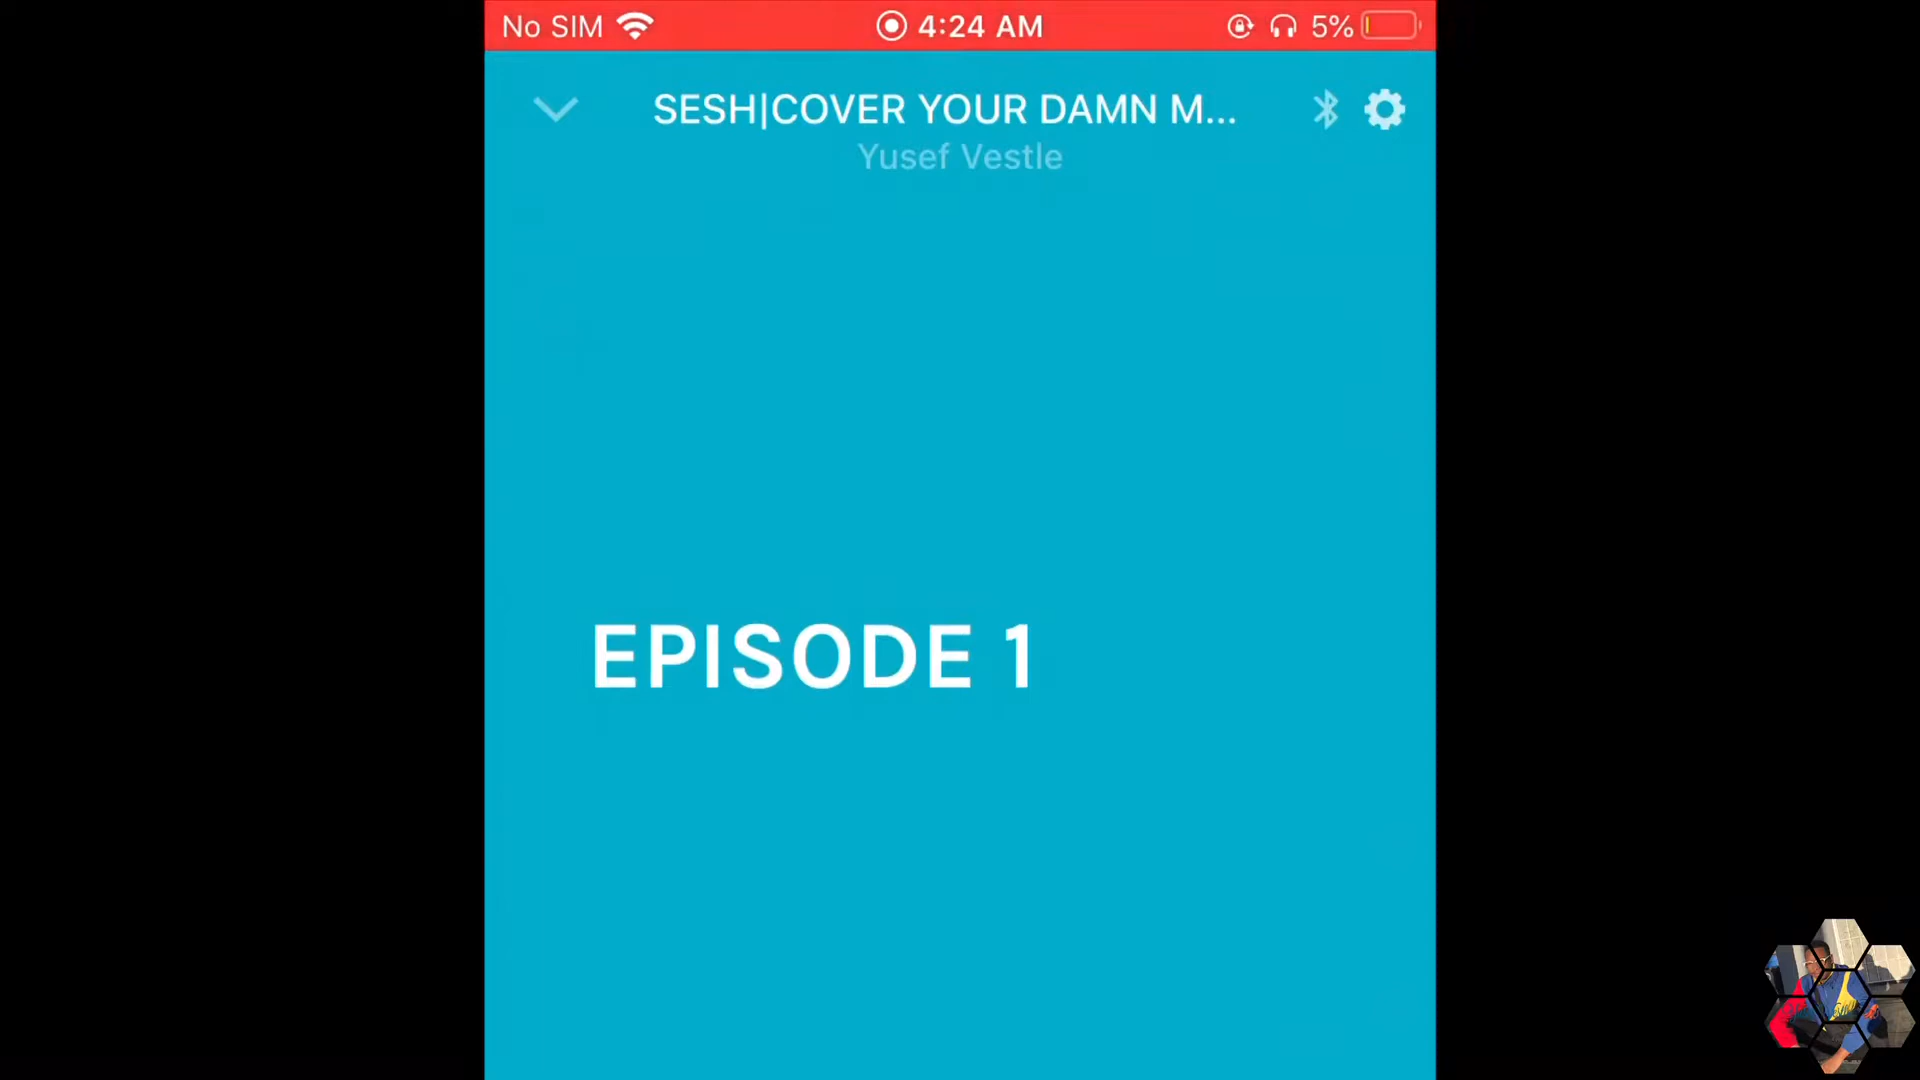 No SIM 4:24 AM 5%
SESH|COVER YOUR DAMN M...
Yusef Vestle
EPISODE 1